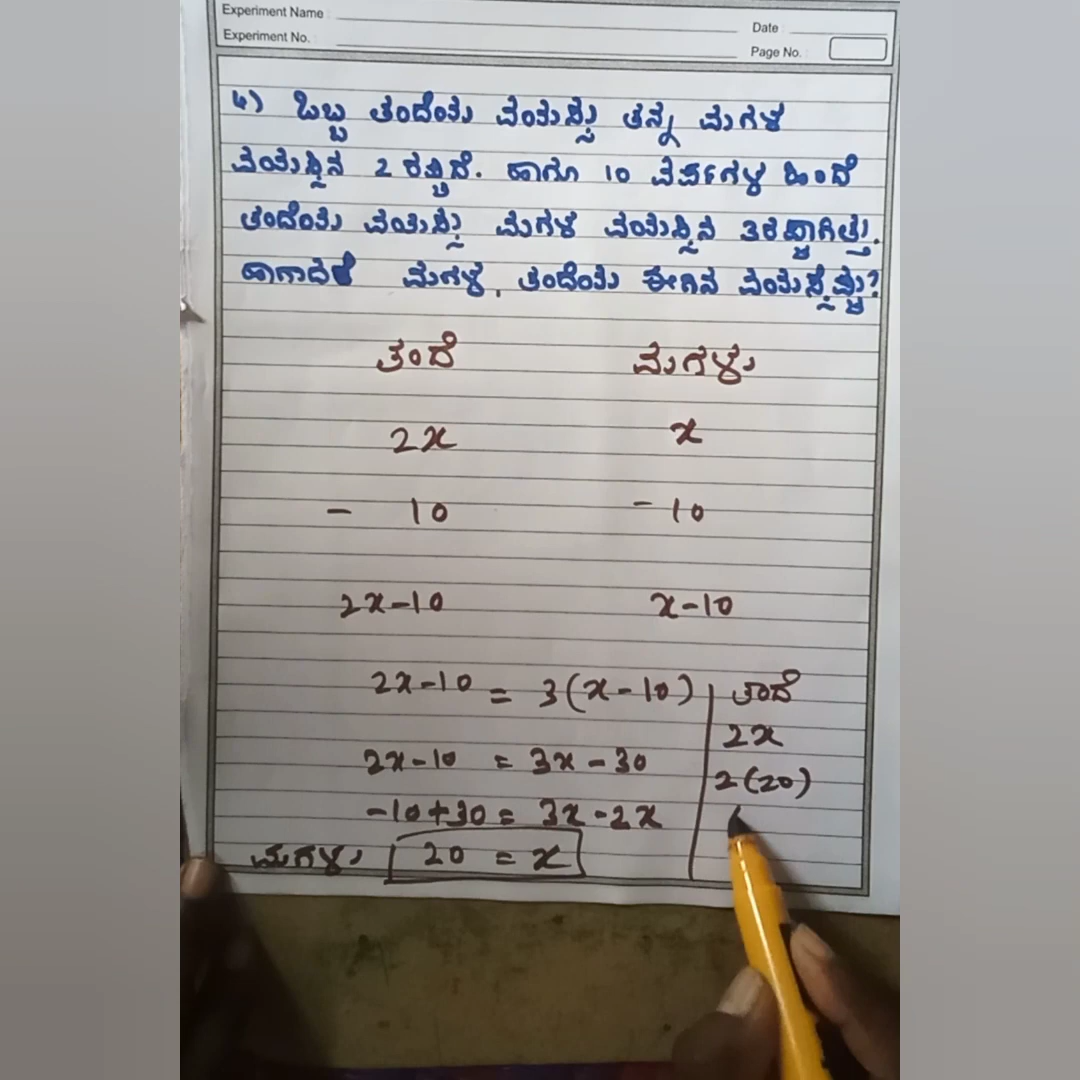 Experiment Name
Date
Experiment No.
Page No.
೪) ಒಬ್ಬ ತಂದೆಯ ವಯಸ್ಸು ತನ್ನ ಮಗಳ
ವಯಸ್ಸಿನ 2 ರಷ್ಟಿದೆ. ಹಾಗೂ 10 ವರ್ಷಗಳ ಹಿಂದೆ
ತಂದೆಯ ವಯಸ್ಸು ಮಗಳ ವಯಸ್ಸಿನ 3ರಷ್ಟಾಗಿತ್ತು.
ಹಾಗಾದರೆ ಮಗಳ, ತಂದೆಯ ಈಗಿನ ವಯಸ್ಸೆಷ್ಟು?
ತಂದೆ ಮಗಳು
2x x
- 10 - 10
2x-10 x-10
2x-10 = 3(x-10) ತಂದೆ
2x
2x-10 = 3x-30
2(20)
-10+30 = 3x-2x
ಮಗಳು 20 = x